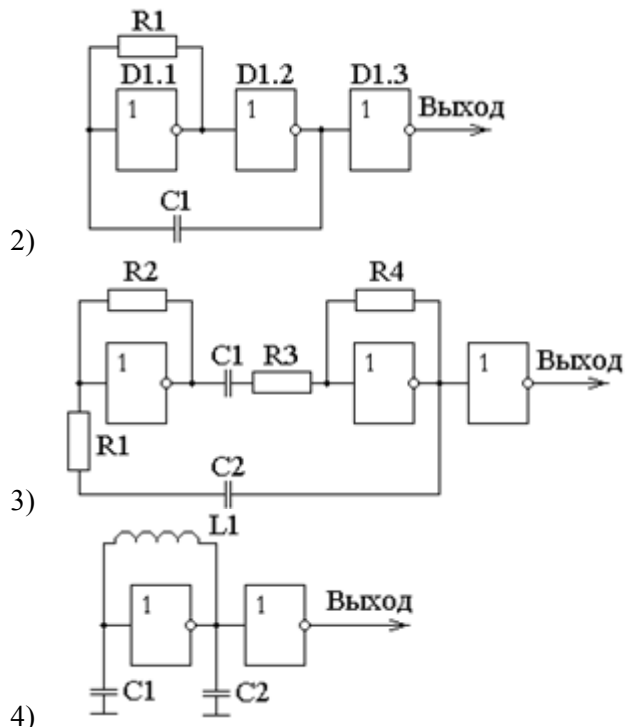 R1
D1.1 D1.2 D1.3
1 1 1 Выход
C1
2)
R2 R4
1 C1 R3 1 1 Выход
R1
C2
3)
L1
1 1 Выход
C1 C2
4)